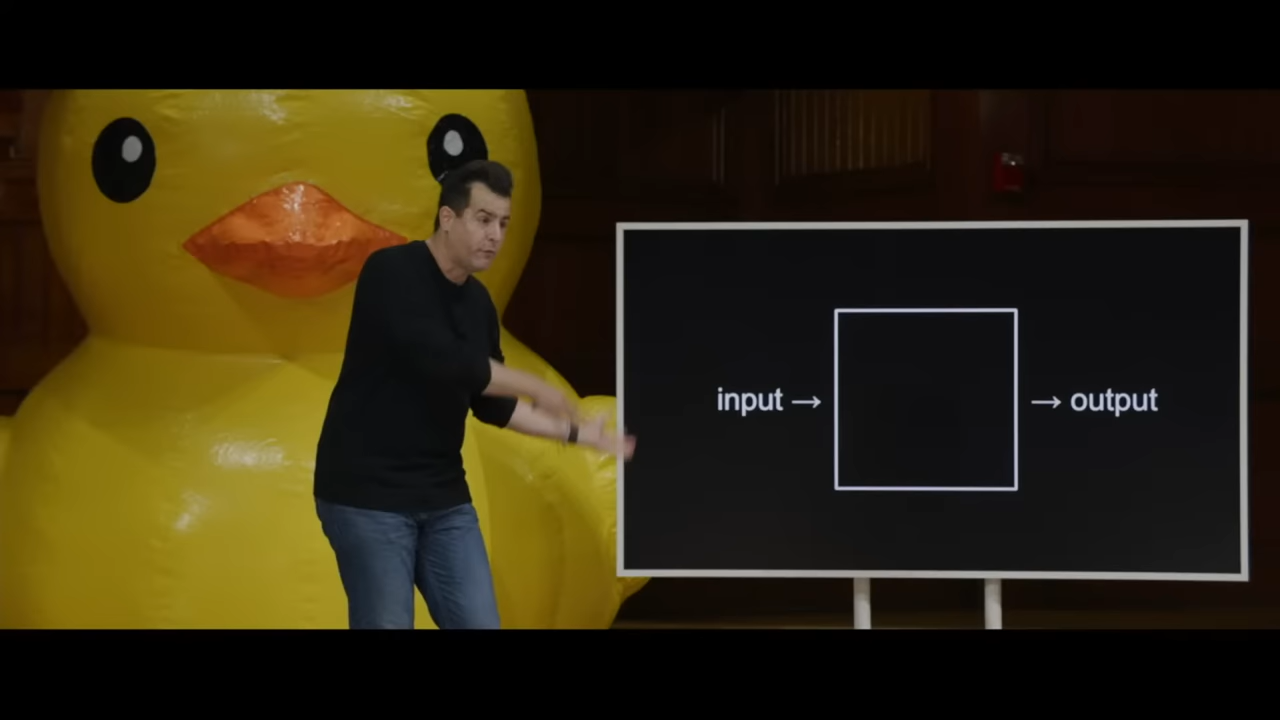 input → → output